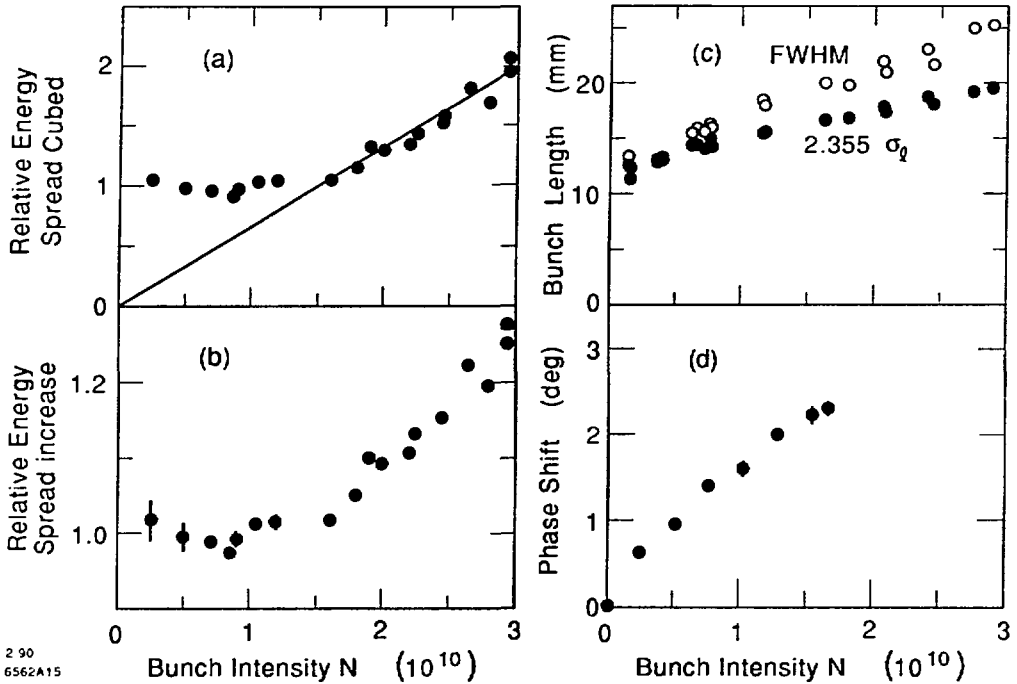 Relative Energy
Spread Cubed
2
1
0
(a)
Relative Energy
Spread increase
1.2
1.0
(b)
0 1 2 3
Bunch Intensity N (10^10)
Bunch Length (mm)
20
10
0
(c)
FWHM
2.355 σℓ
Phase Shift (deg)
3
2
1
0
(d)
0 1 2 3
Bunch Intensity N (10^10)
2 90
6562A15